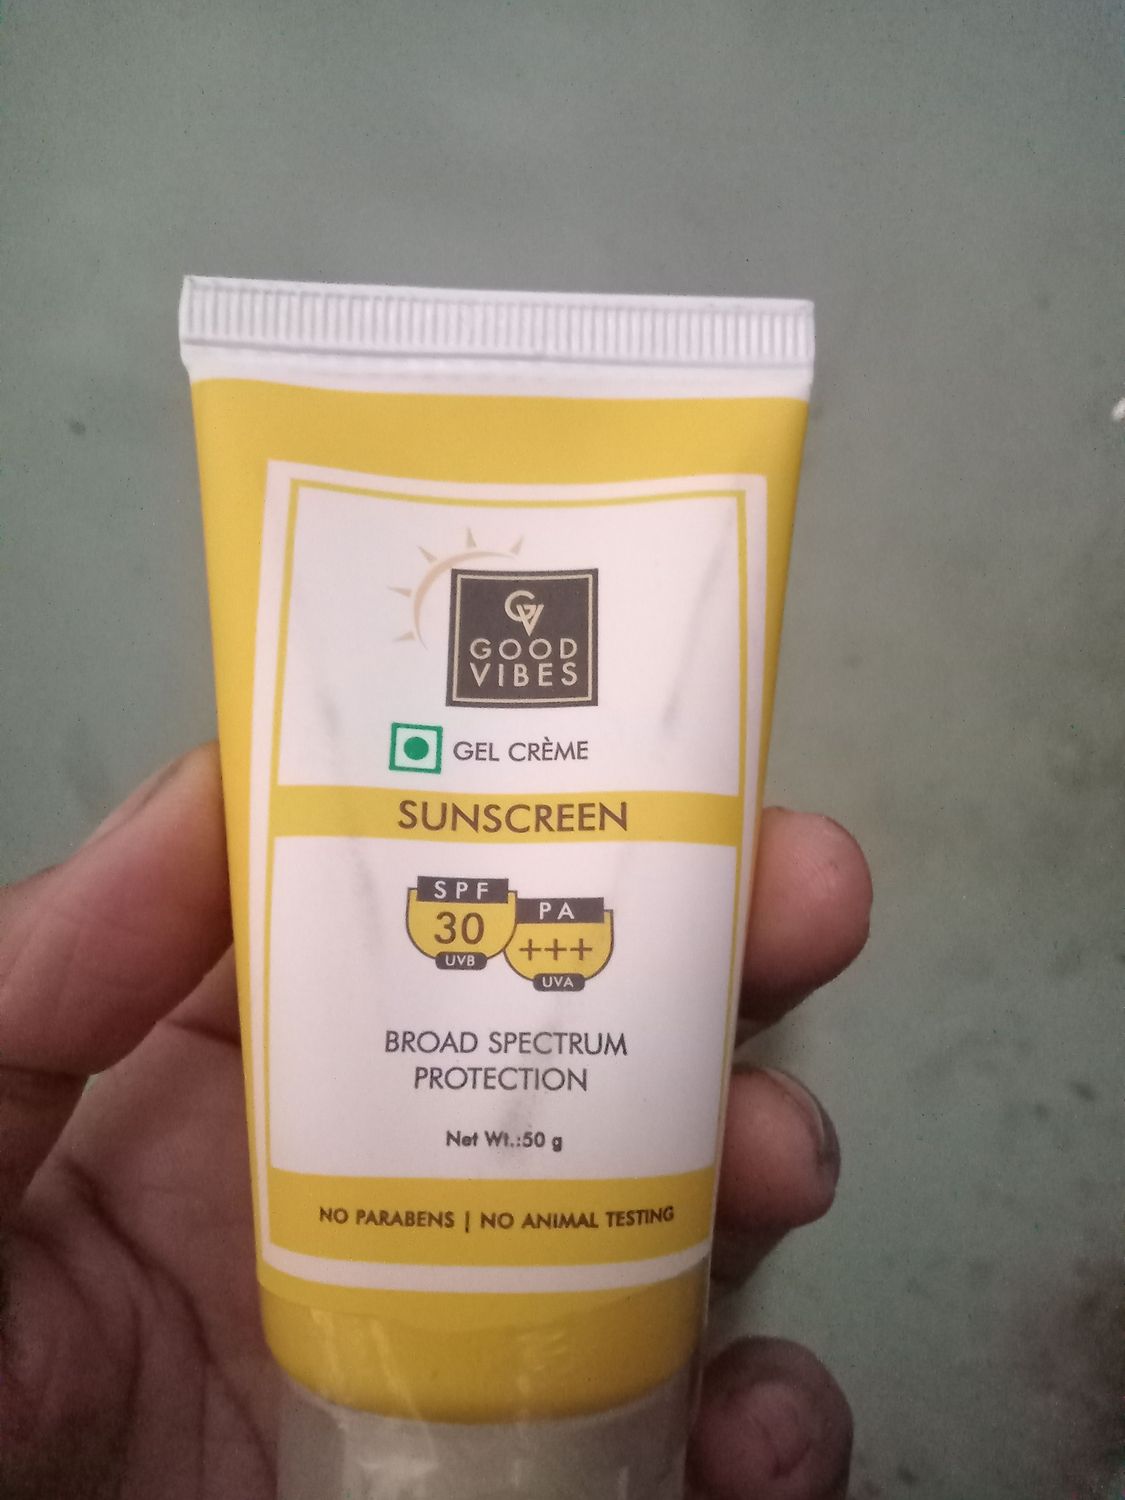 GV
GOOD
VIBES
GEL CRÈME
SUNSCREEN
SPF
30
UVB
PA
+++
UVA
BROAD SPECTRUM
PROTECTION
Net Wt.:50 g
NO PARABENS | NO ANIMAL TESTING